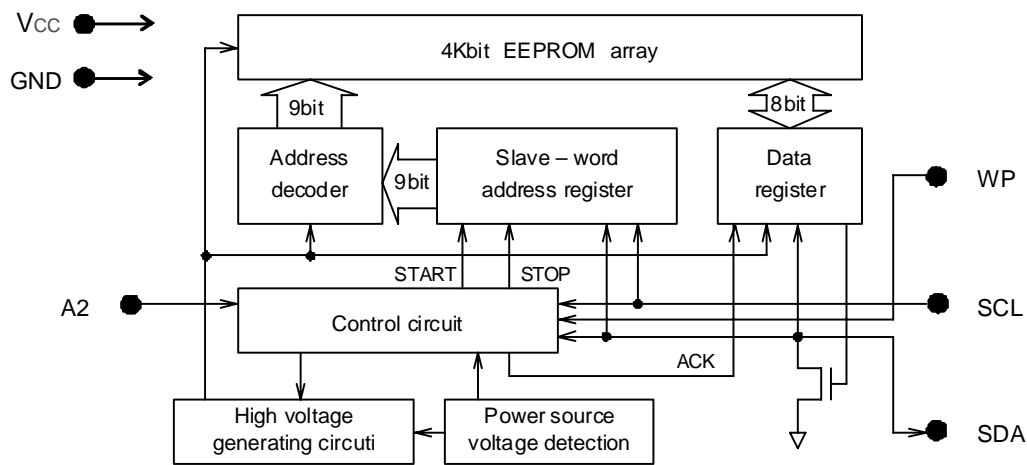 VCC
4Kbit EEPROM array
GND
9bit
8bit
Address
decoder
9bit
Slave – word
address register
Data
register
WP
START
STOP
A2
Control circuit
SCL
ACK
High voltage
generating circuti
Power source
voltage detection
SDA